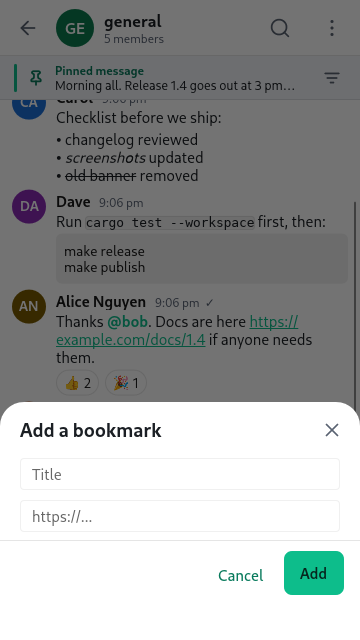 GE
general
5 members
Pinned message
Morning all. Release 1.4 goes out at 3 pm…
CA
Carol 9:06 pm
Checklist before we ship:
• changelog reviewed
• screenshots updated
• old banner removed
DA
Dave 9:06 pm
Run cargo test --workspace first, then:
make release
make publish
AN
Alice Nguyen 9:06 pm ✓
Thanks @bob. Docs are here https://
example.com/docs/1.4 if anyone needs
them.
👍 2 🎉 1
Add a bookmark
Title
https://...
Cancel
Add